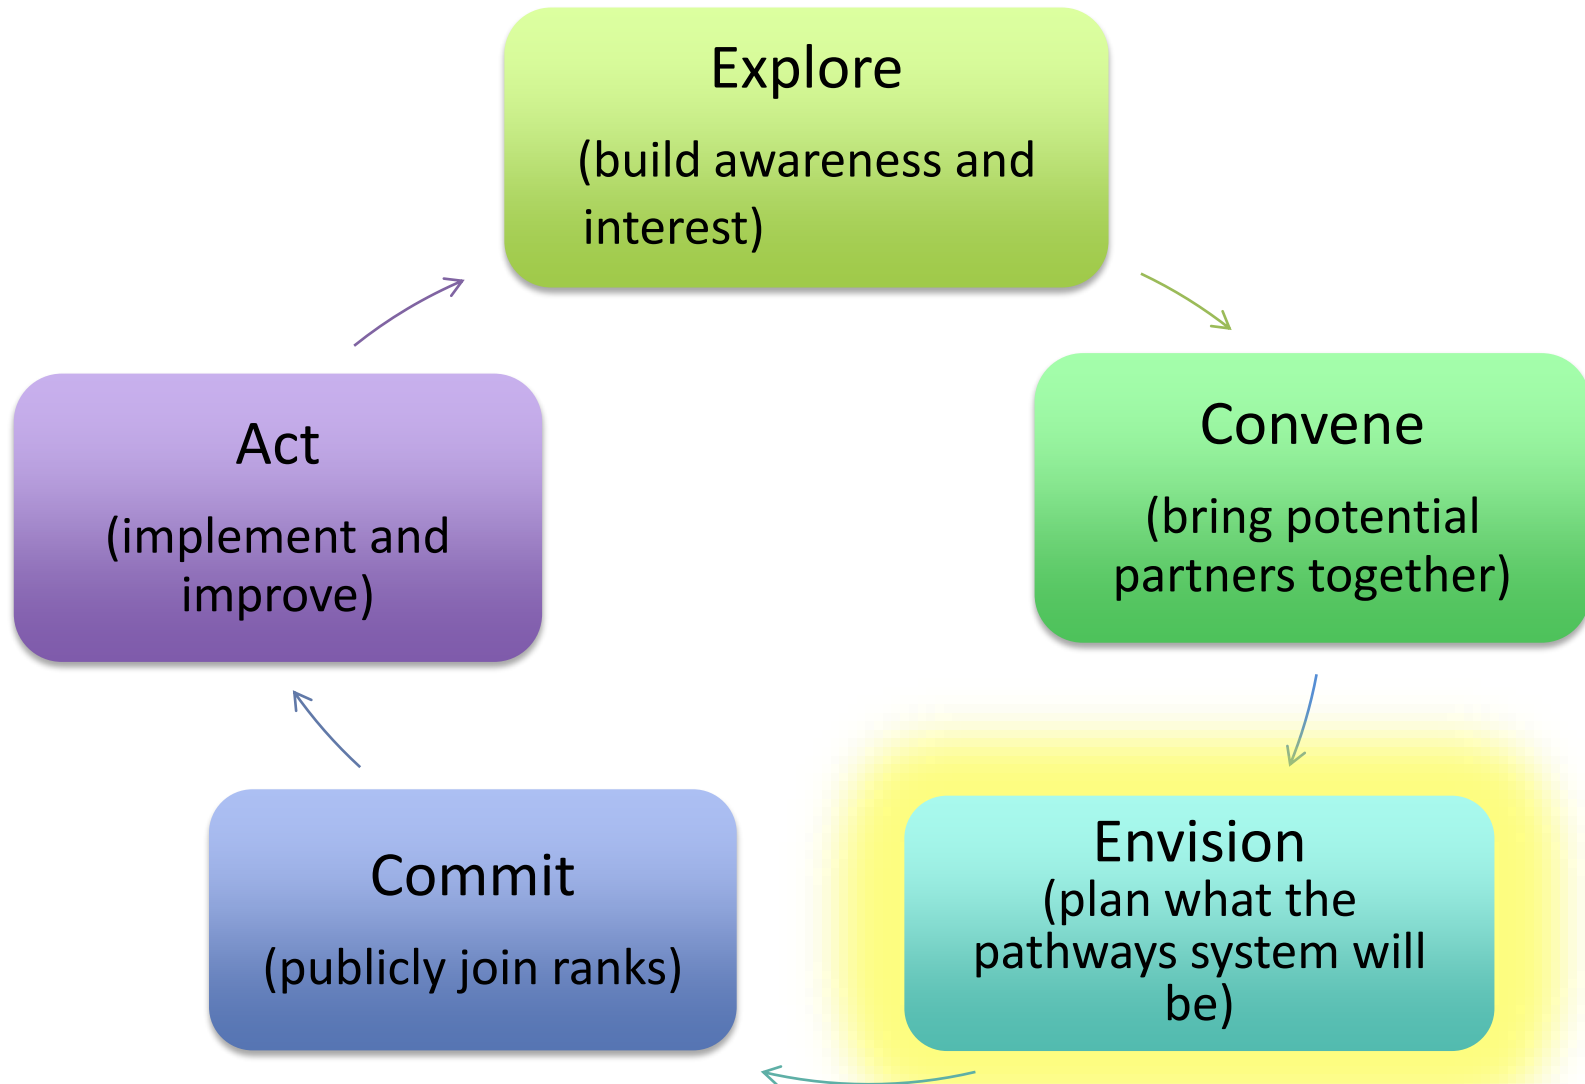 Explore
(build awareness and
interest)
Convene
(bring potential
partners together)
Envision
(plan what the
pathways system will
be)
Commit
(publicly join ranks)
Act
(implement and
improve)